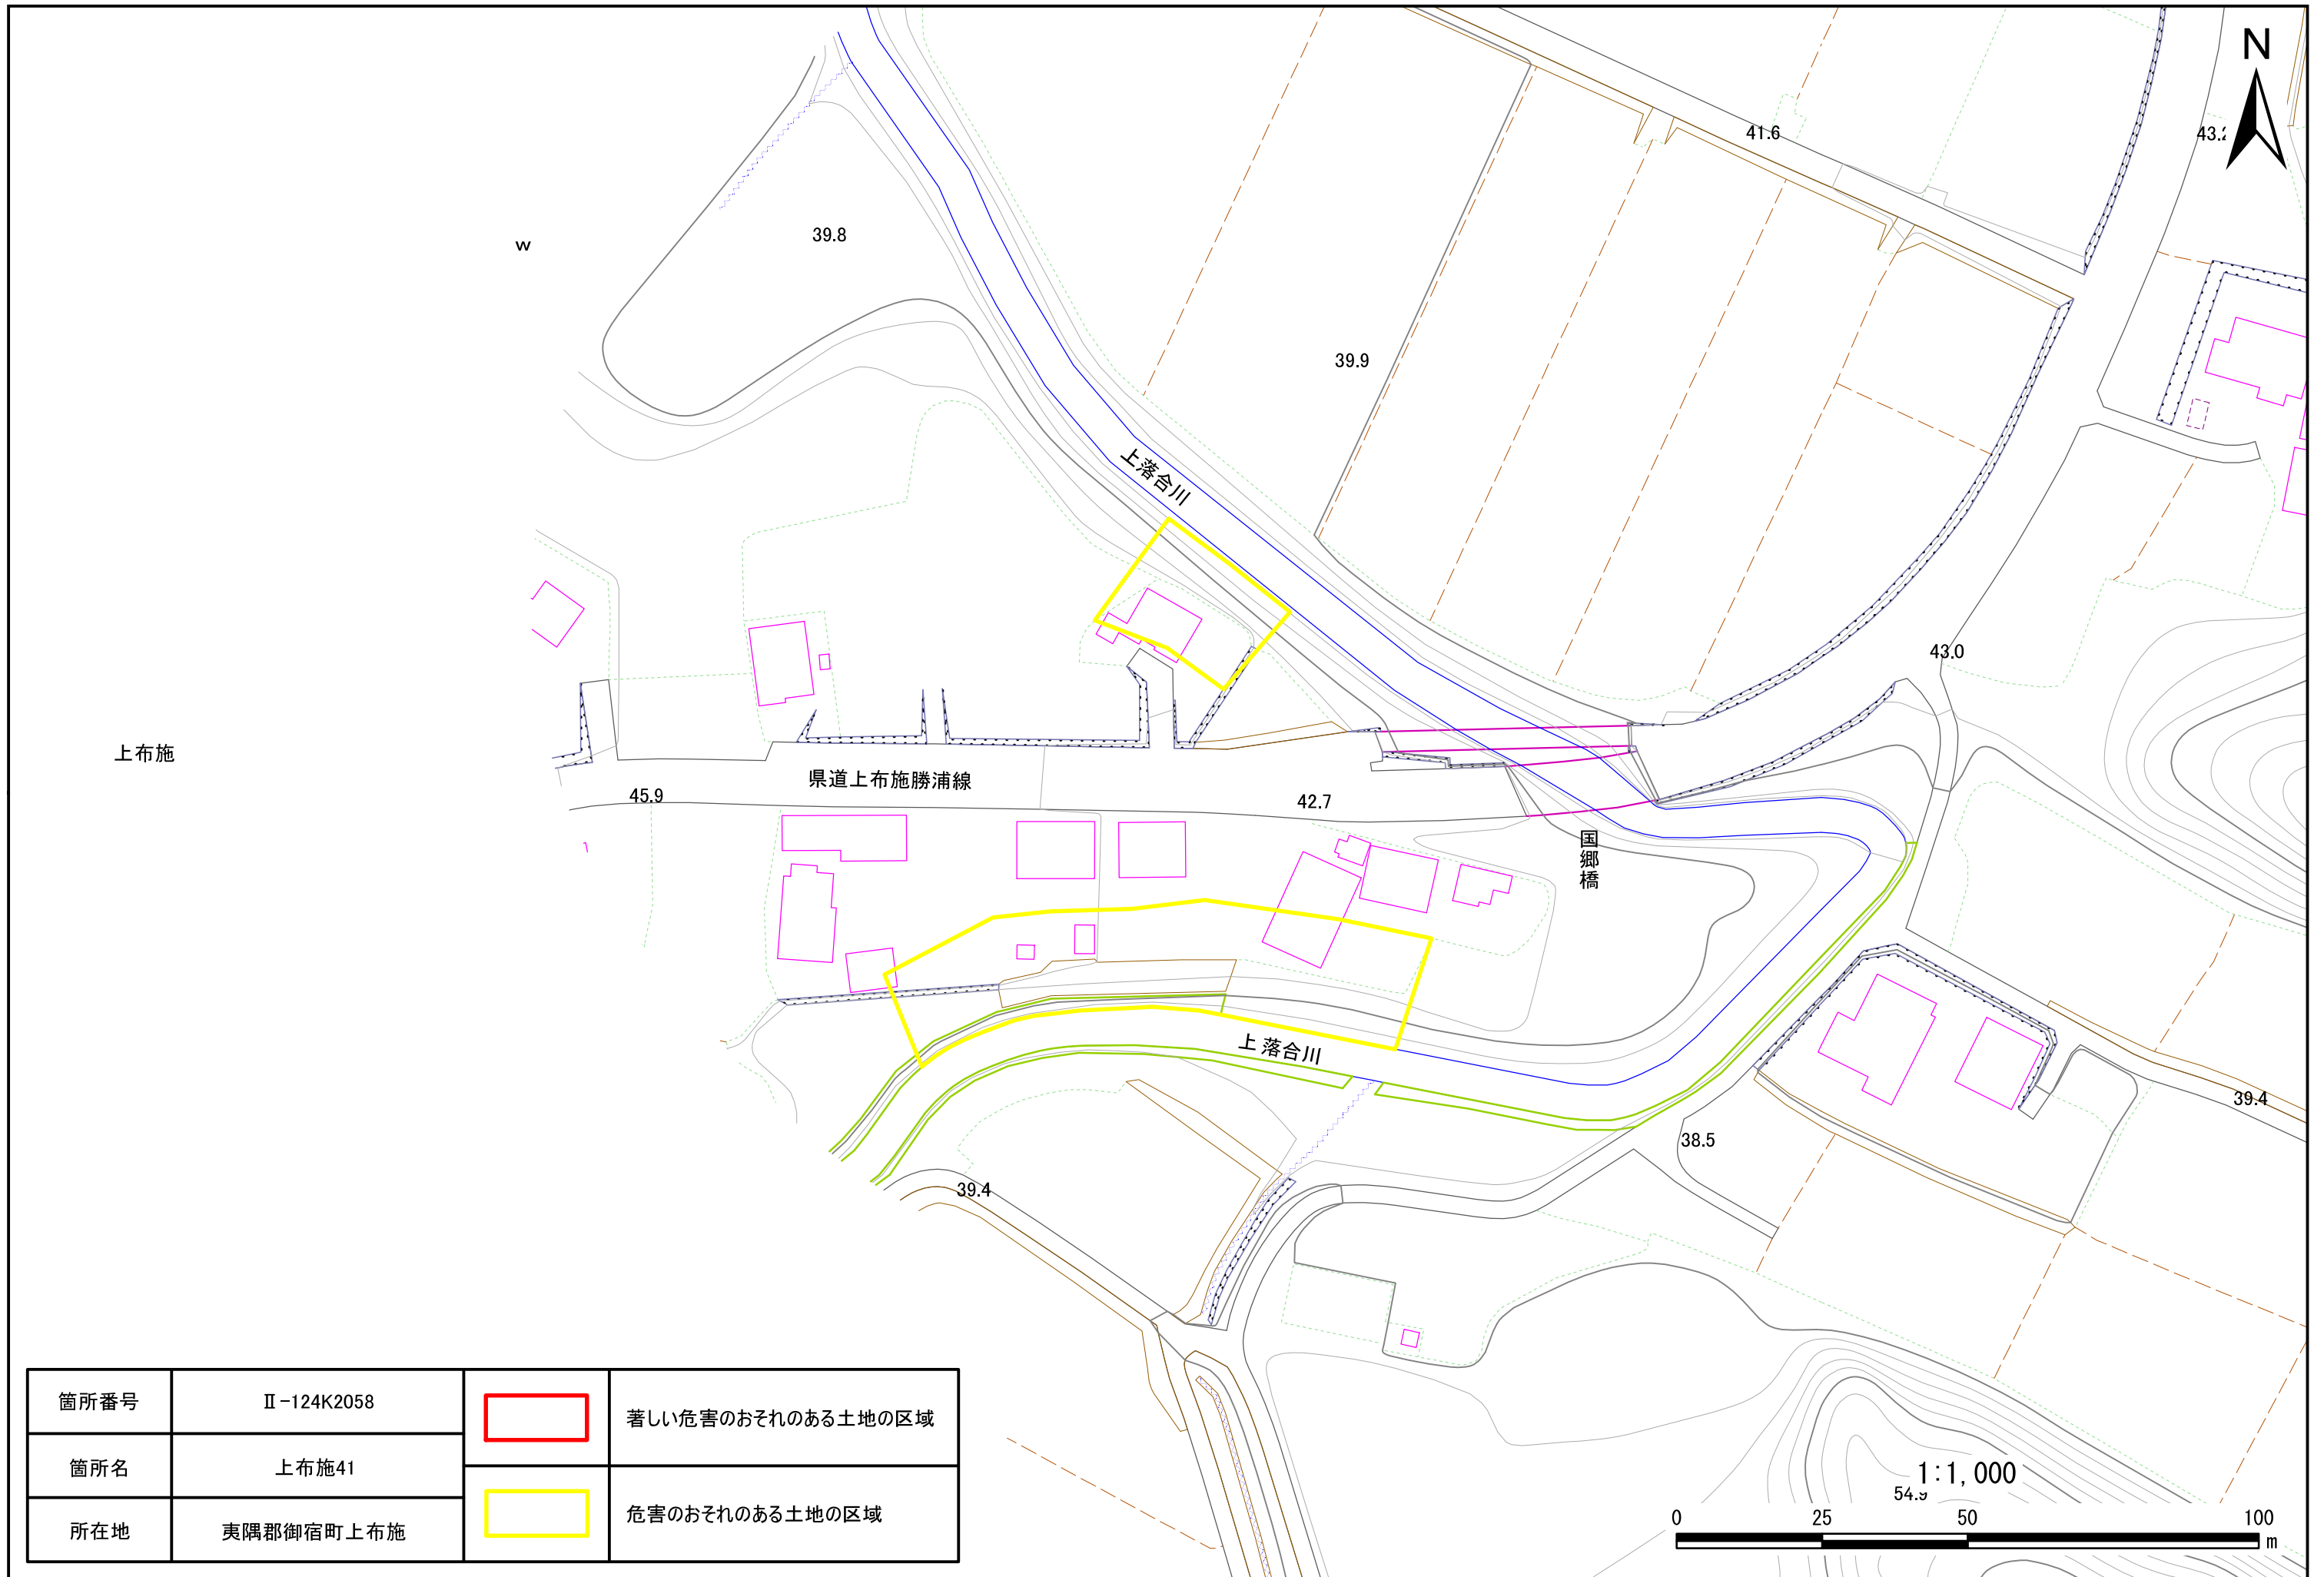 N
41.6
43.2
39.8
w
39.9
上落合川
43.0
上布施
県道上布施勝浦線
45.9
42.7
国郷橋
上落合川
38.5
39.4
39.4
箇所番号 Ⅱ-124K2058
箇所名 上布施41
所在地 夷隅郡御宿町上布施
著しい危害のおそれのある土地の区域
危害のおそれのある土地の区域
1:1,000
54.9
0 25 50 100
m